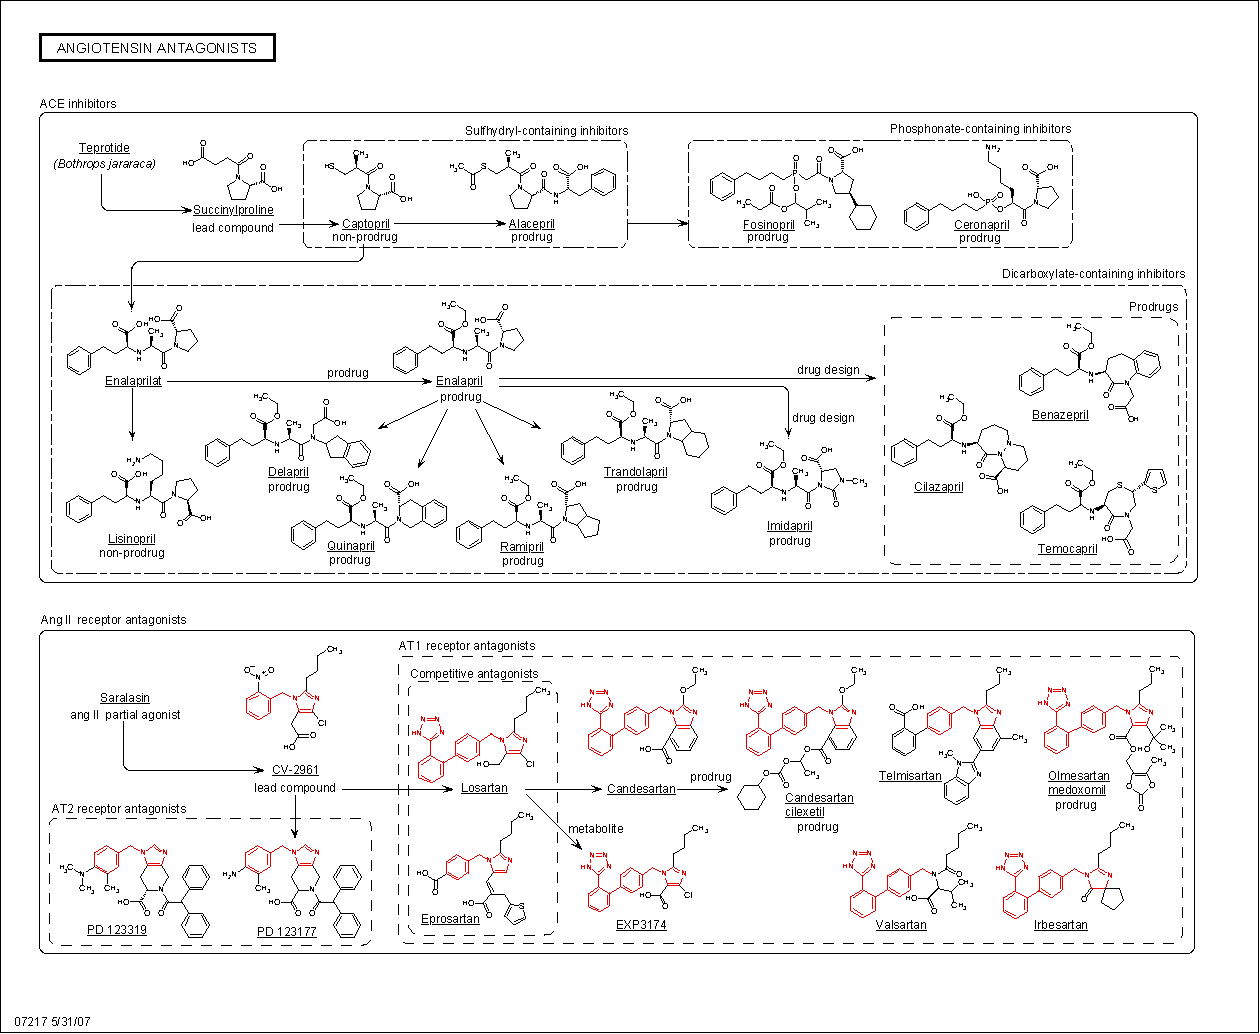 ANGIOTENSIN ANTAGONISTS
ACE inhibitors
Teprotide
(Bothrops jararaca)
Succinylproline
lead compound
Sulfhydryl-containing inhibitors
Captopril
non-prodrug
Alacepril
prodrug
Phosphonate-containing inhibitors
Fosinopril
prodrug
Ceronapril
prodrug
Dicarboxylate-containing inhibitors
Enalaprilat
prodrug
Enalapril
prodrug
drug design
drug design
Lisinopril
non-prodrug
Delapril
prodrug
Quinapril
prodrug
Ramipril
prodrug
Trandolapril
prodrug
Imidapril
prodrug
Prodrugs
Benazepril
Cilazapril
Temocapril
Ang II receptor antagonists
Saralasin
ang II partial agonist
CV-2961
lead compound
AT2 receptor antagonists
PD 123319
PD 123177
AT1 receptor antagonists
Competitive antagonists
Losartan
Eprosartan
metabolite
Candesartan
prodrug
Candesartan
cilexetil
prodrug
Telmisartan
Olmesartan
medoxomil
prodrug
EXP3174
Valsartan
Irbesartan
07217 5/31/07